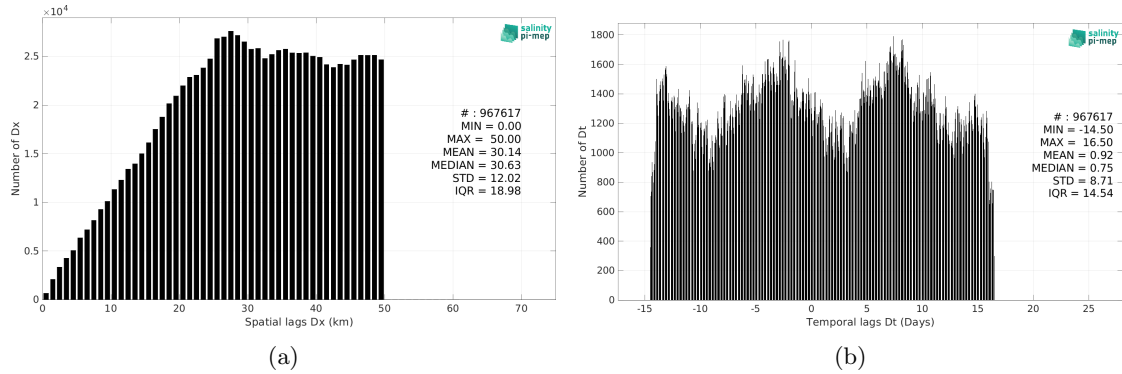 ×10⁴
2.5
2
1.5
1
0.5
0
0 10 20 30 40 50 60 70
Number of Dx
Spatial lags Dx (km)
salinity
pi-mep
# : 967617
MIN = 0.00
MAX = 50.00
MEAN = 30.14
MEDIAN = 30.63
STD = 12.02
IQR = 18.98
(a)
1800
1600
1400
1200
1000
800
600
400
200
0
-15 -10 -5 0 5 10 15 20 25
Number of Dt
Temporal lags Dt (Days)
salinity
pi-mep
# : 967617
MIN = -14.50
MAX = 16.50
MEAN = 0.92
MEDIAN = 0.75
STD = 8.71
IQR = 14.54
(b)